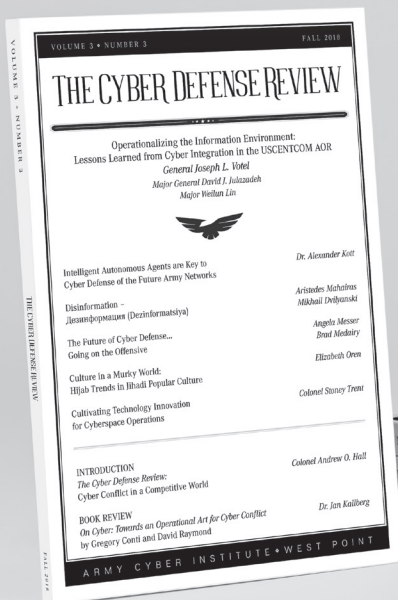 VOLUME 3 • NUMBER 3
FALL 2018
THE CYBER DEFENSE REVIEW
Operationalizing the Information Environment:
Lessons Learned from Cyber Integration in the USCENTCOM AOR
General Joseph L. Votel
Major General David J. Julazadeh
Major Weilun Lin
Intelligent Autonomous Agents are Key to
Cyber Defense of the Future Army Networks
Dr. Alexander Kott
Disinformation –
Дезинформация (Dezinformatsiya)
Aristedes Mahairas
Mikhail Dvilyanski
The Future of Cyber Defense...
Going on the Offensive
Angela Messer
Brad Medairy
Culture in a Murky World:
Hijab Trends in Jihadi Popular Culture
Elizabeth Oren
Cultivating Technology Innovation
for Cyberspace Operations
Colonel Stoney Trent
INTRODUCTION
The Cyber Defense Review:
Cyber Conflict in a Competitive World
Colonel Andrew O. Hall
BOOK REVIEW
On Cyber: Towards an Operational Art for Cyber Conflict
by Gregory Conti and David Raymond
Dr. Jan Kallberg
ARMY CYBER INSTITUTE • WEST POINT
VOLUME 3 • NUMBER 3
THE CYBER DEFENSE REVIEW
FALL 2018